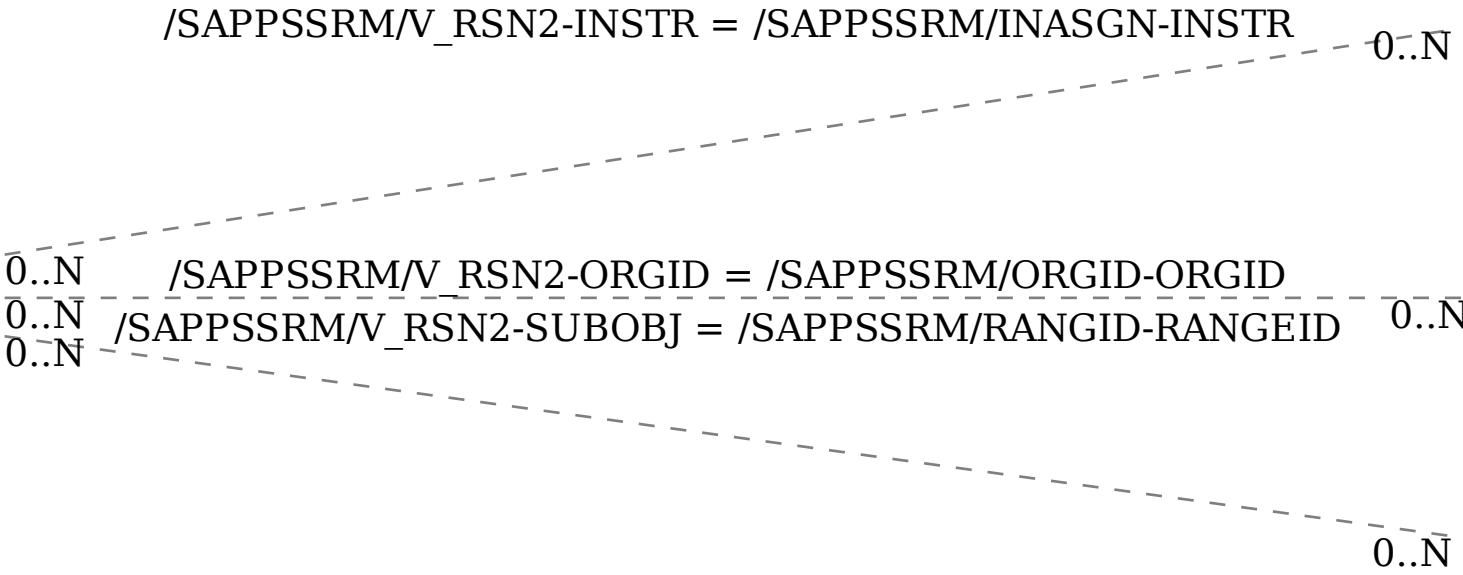 /SAPPSSRM/V_RSN2-INSTR = /SAPPSSRM/INASGN-INSTR
0..N
0..N
/SAPPSSRM/V_RSN2-ORGID = /SAPPSSRM/ORGID-ORGID
0..N
0..N
/SAPPSSRM/V_RSN2-SUBOBJ = /SAPPSSRM/RANGID-RANGEID
0..N
0..N